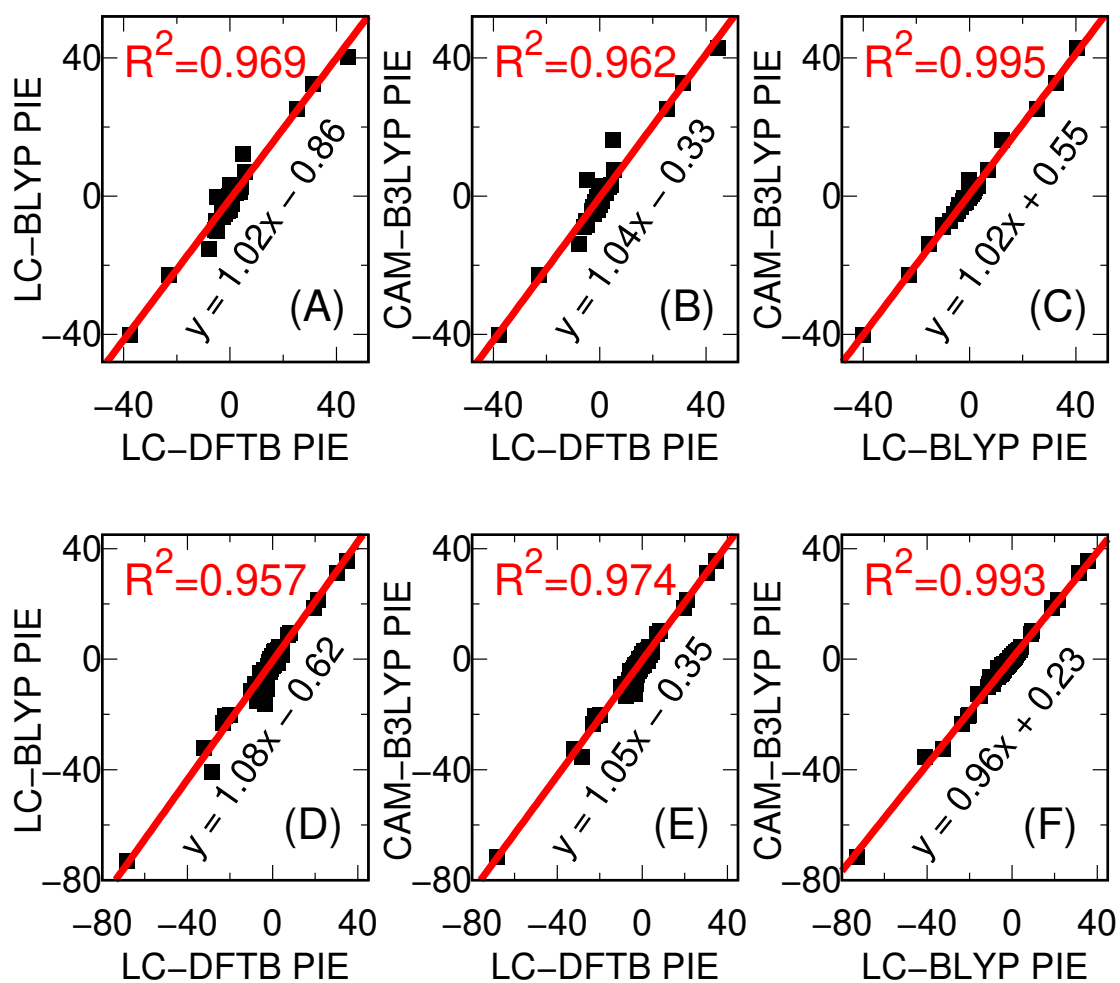 LC−BLYP PIE
40
0
−40
R²=0.969
y = 1.02x − 0.86
(A)
−40 0 40
LC−DFTB PIE
CAM−B3LYP PIE
40
0
−40
R²=0.962
y = 1.04x − 0.33
(B)
−40 0 40
LC−DFTB PIE
CAM−B3LYP PIE
40
0
−40
R²=0.995
y = 1.02x + 0.55
(C)
−40 0 40
LC−BLYP PIE
LC−BLYP PIE
40
0
−40
−80
R²=0.957
y = 1.08x − 0.62
(D)
−80 −40 0 40
LC−DFTB PIE
CAM−B3LYP PIE
40
0
−40
−80
R²=0.974
y = 1.05x − 0.35
(E)
−80 −40 0 40
LC−DFTB PIE
CAM−B3LYP PIE
40
0
−40
−80
R²=0.993
y = 0.96x + 0.23
(F)
−80 −40 0 40
LC−BLYP PIE